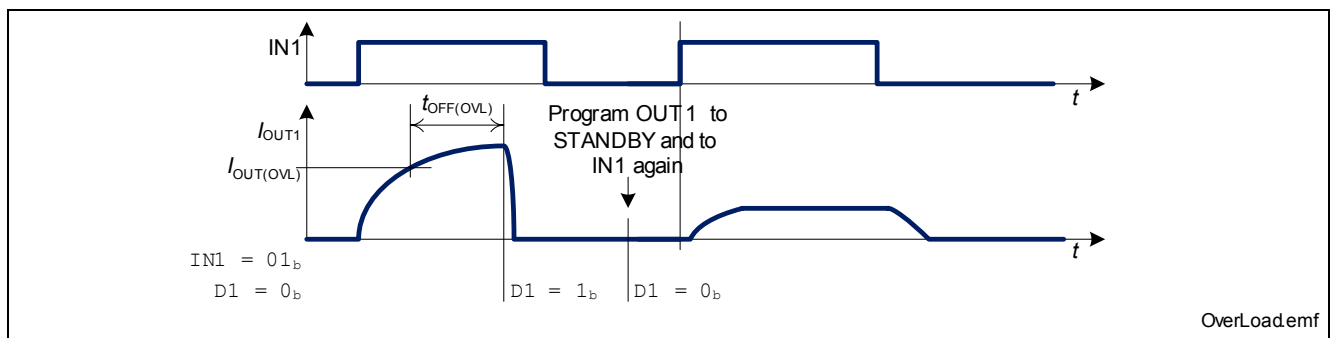 IN1
t
tOFF(OVL)
IOUT1
IOUT(OVL)
Program OUT1 to
STANDBY and to
IN1 again
t
IN1 = 01b
D1 = 0b
D1 = 1b
D1 = 0b
OverLoad.emf